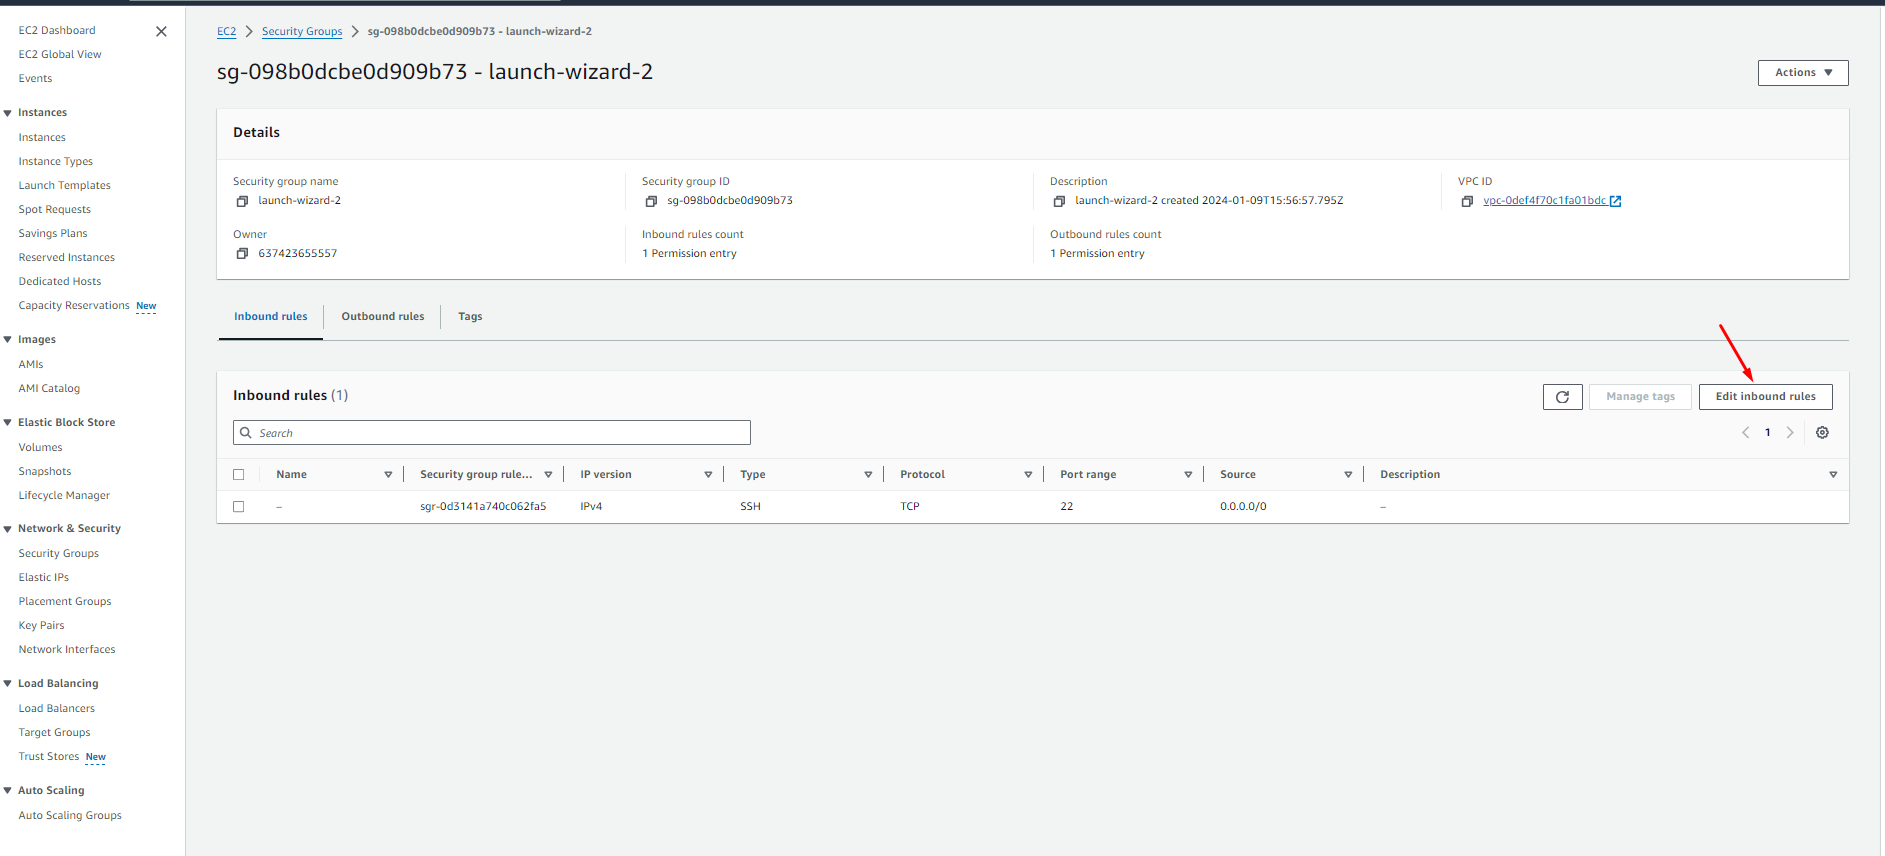 EC2 Dashboard
EC2 Global View
Events
Instances
Instances
Instance Types
Launch Templates
Spot Requests
Savings Plans
Reserved Instances
Dedicated Hosts
Capacity Reservations New
Images
AMIs
AMI Catalog
Elastic Block Store
Volumes
Snapshots
Lifecycle Manager
Network & Security
Security Groups
Elastic IPs
Placement Groups
Key Pairs
Network Interfaces
Load Balancing
Load Balancers
Target Groups
Trust Stores New
Auto Scaling
Auto Scaling Groups
EC2 > Security Groups > sg-098b0dcbe0d909b73 - launch-wizard-2
sg-098b0dcbe0d909b73 - launch-wizard-2
Actions
Details
Security group name
launch-wizard-2
Security group ID
sg-098b0dcbe0d909b73
Description
launch-wizard-2 created 2024-01-09T15:56:57.795Z
VPC ID
vpc-0def4f70c1fa01bdc
Owner
637423655557
Inbound rules count
1 Permission entry
Outbound rules count
1 Permission entry
Inbound rules Outbound rules Tags
Inbound rules (1)
Manage tags Edit inbound rules
Search
1
Name Security group rule... IP version Type Protocol Port range Source Description
– sgr-0d3141a740c062fa5 IPv4 SSH TCP 22 0.0.0.0/0 –